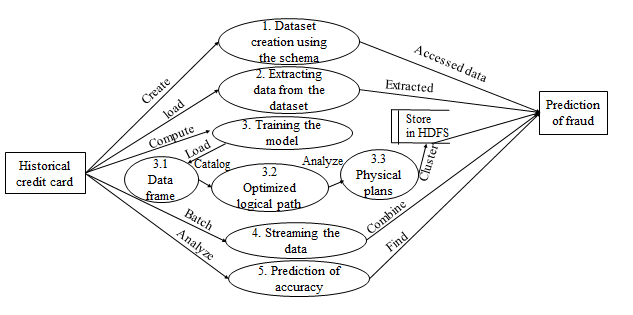 1. Dataset
creation using
the schema
Accessed data
Create
2. Extracting
data from the
dataset
Extracted
load
Prediction
of fraud
Store
in HDFS
3. Training the
model
Compute
Load
Historical
credit card
3.1
Data
frame
Catalog
3.2
Optimized
logical path
Analyze
3.3
Physical
plans
Cluster
Batch
4. Streaming the
data
Combine
Analyze
5. Prediction of
accuracy
Find